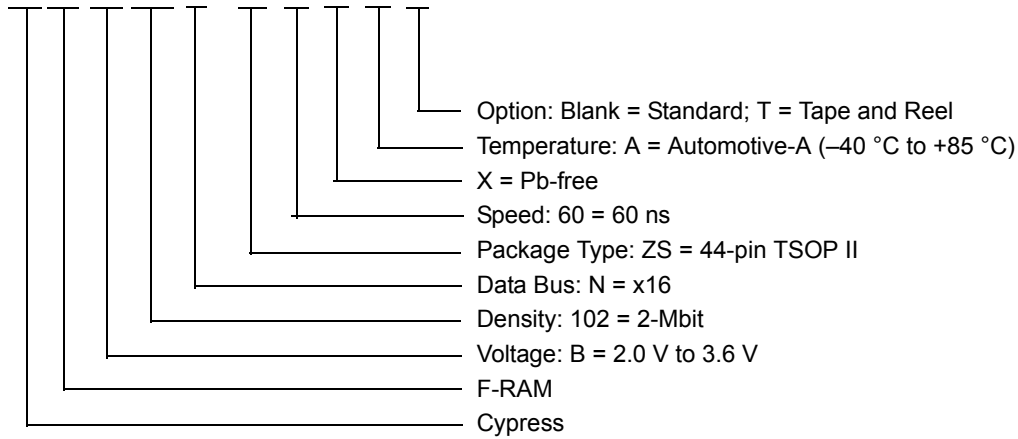 Option: Blank = Standard; T = Tape and Reel
Temperature: A = Automotive-A (–40 °C to +85 °C)
X = Pb-free
Speed: 60 = 60 ns
Package Type: ZS = 44-pin TSOP II
Data Bus: N = x16
Density: 102 = 2-Mbit
Voltage: B = 2.0 V to 3.6 V
F-RAM
Cypress